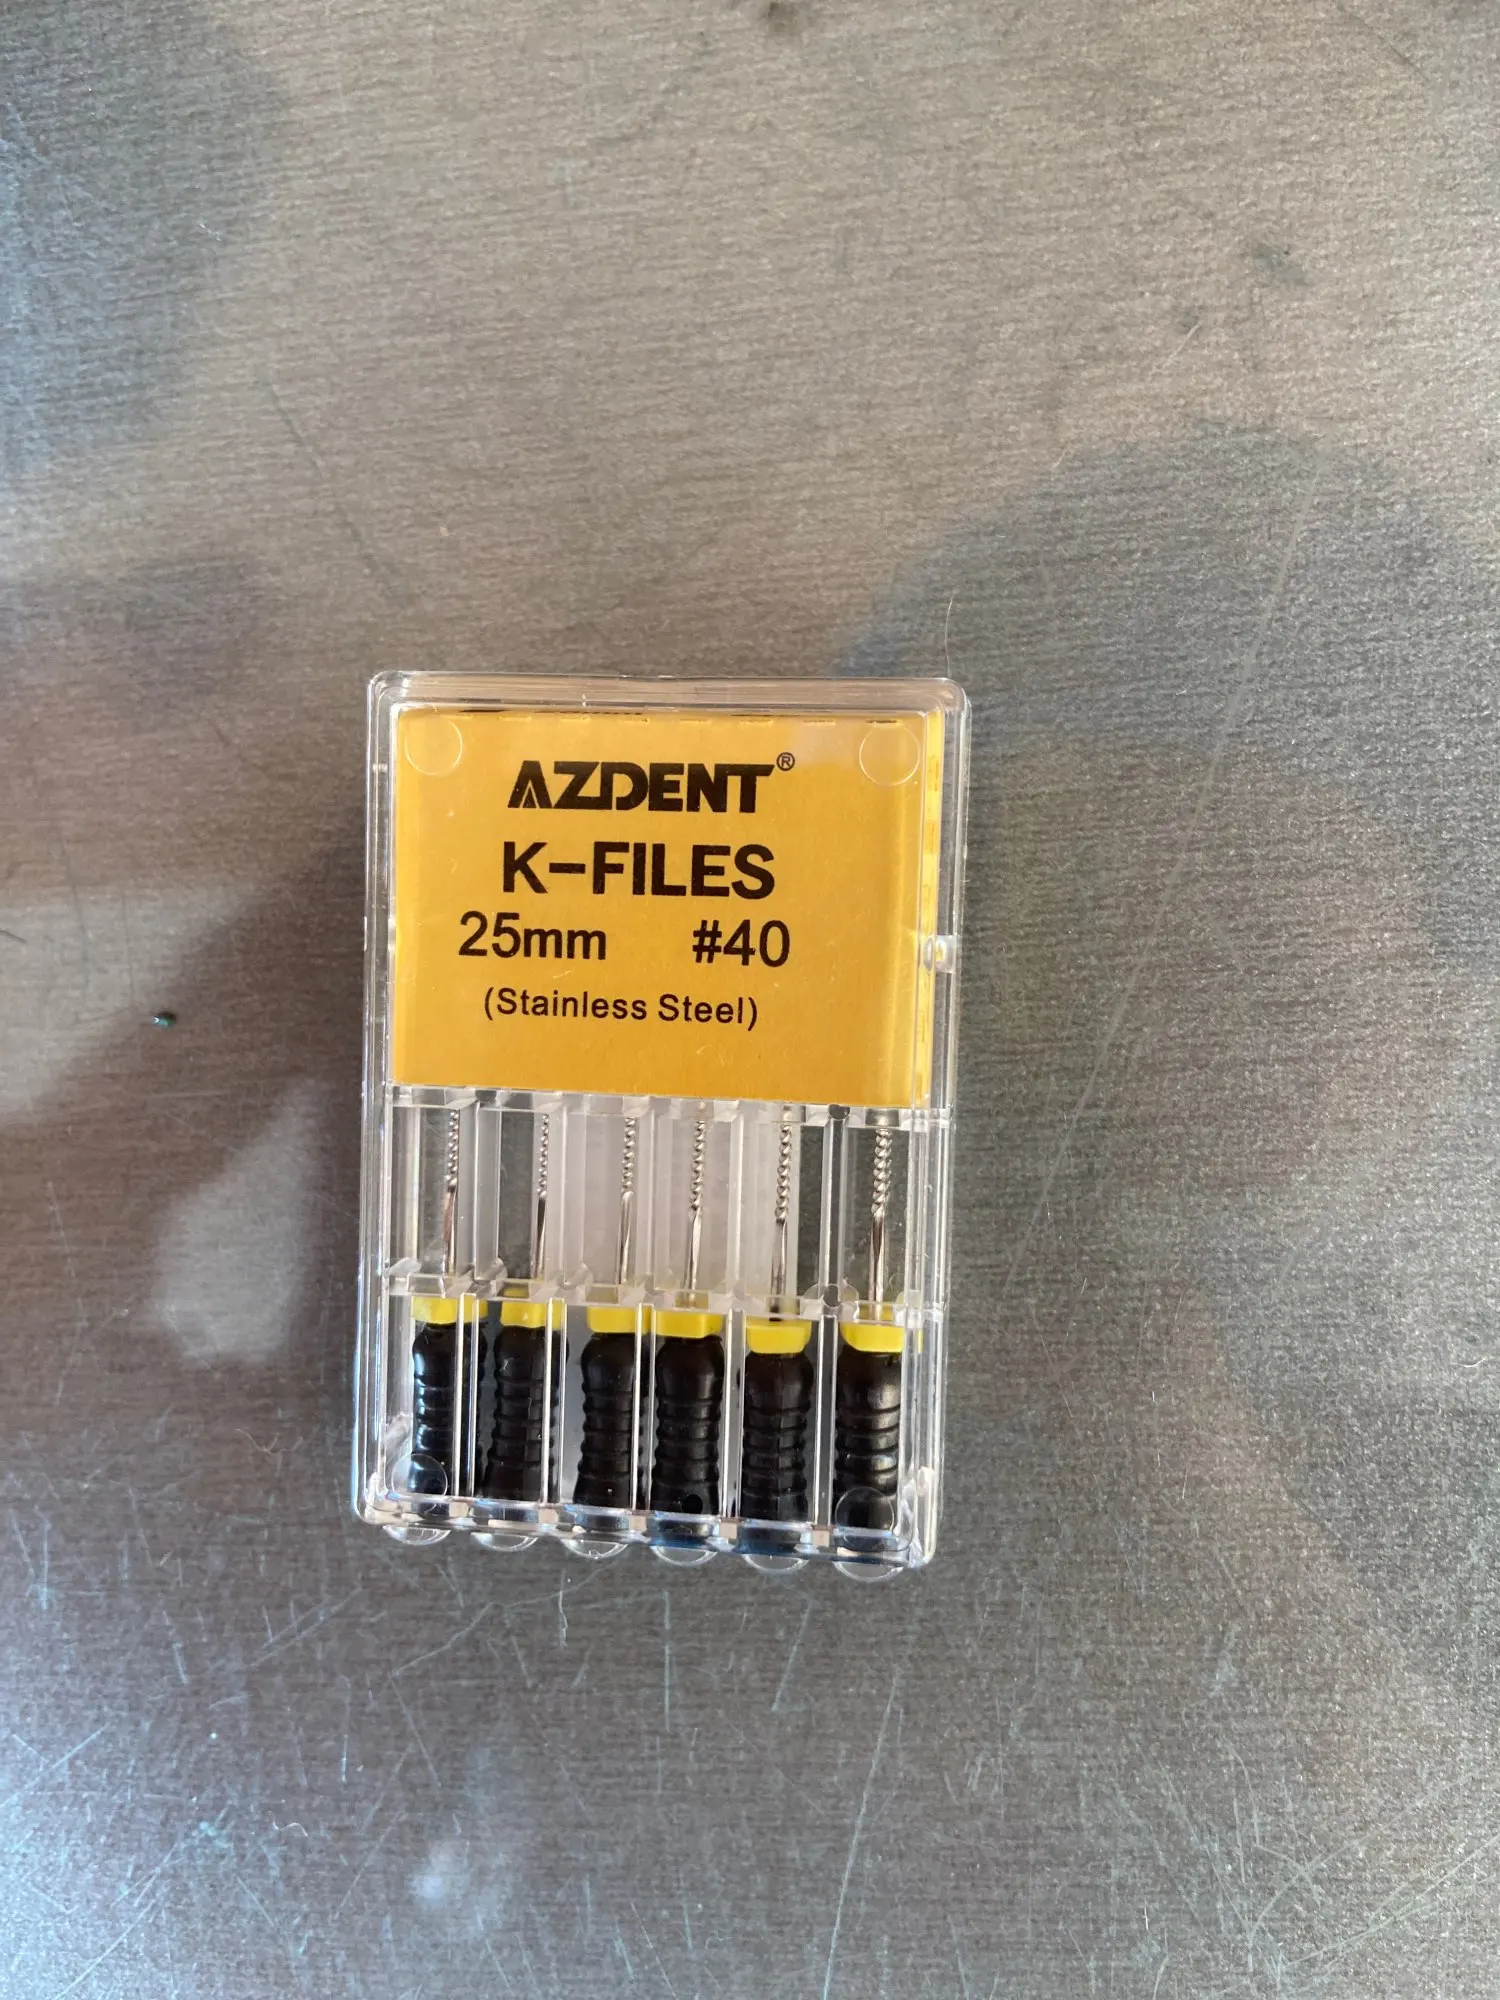 AZDENT®
K-FILES
25mm #40
(Stainless Steel)